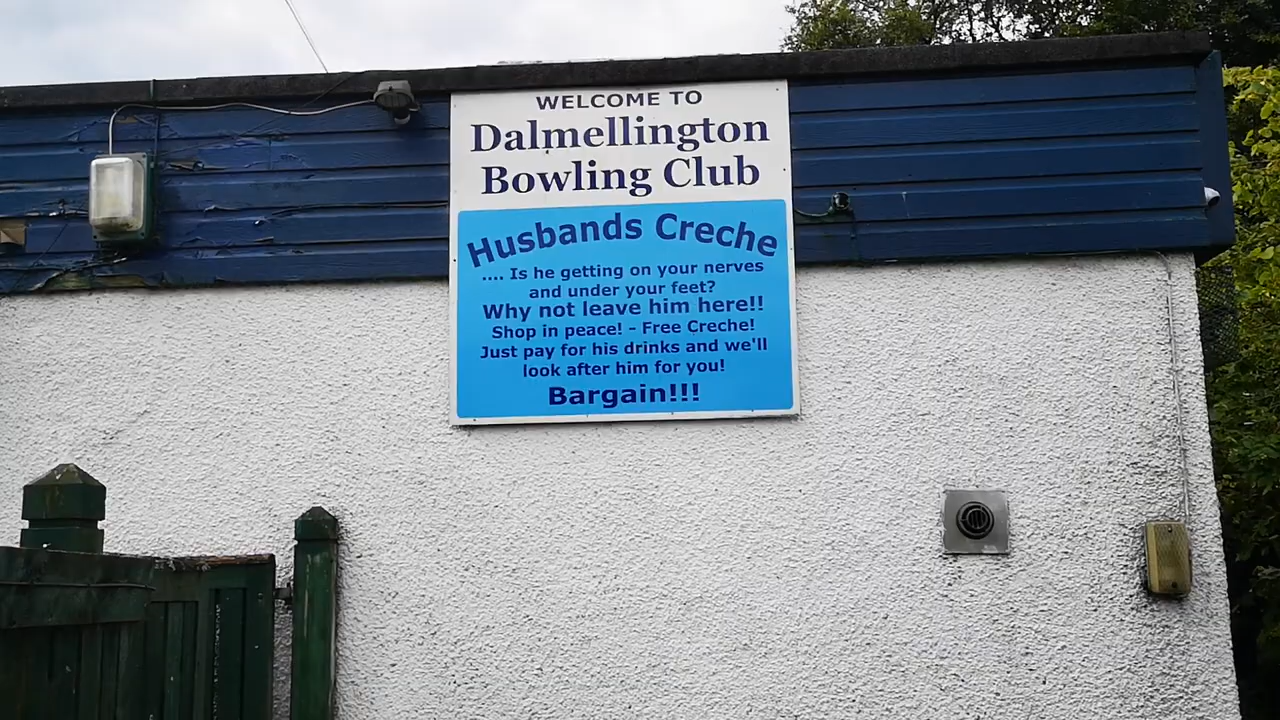 WELCOME TO
Dalmellington
Bowling Club
Husbands Creche
.... Is he getting on your nerves
and under your feet?
Why not leave him here!!
Shop in peace! - Free Creche!
Just pay for his drinks and we'll
look after him for you!
Bargain!!!